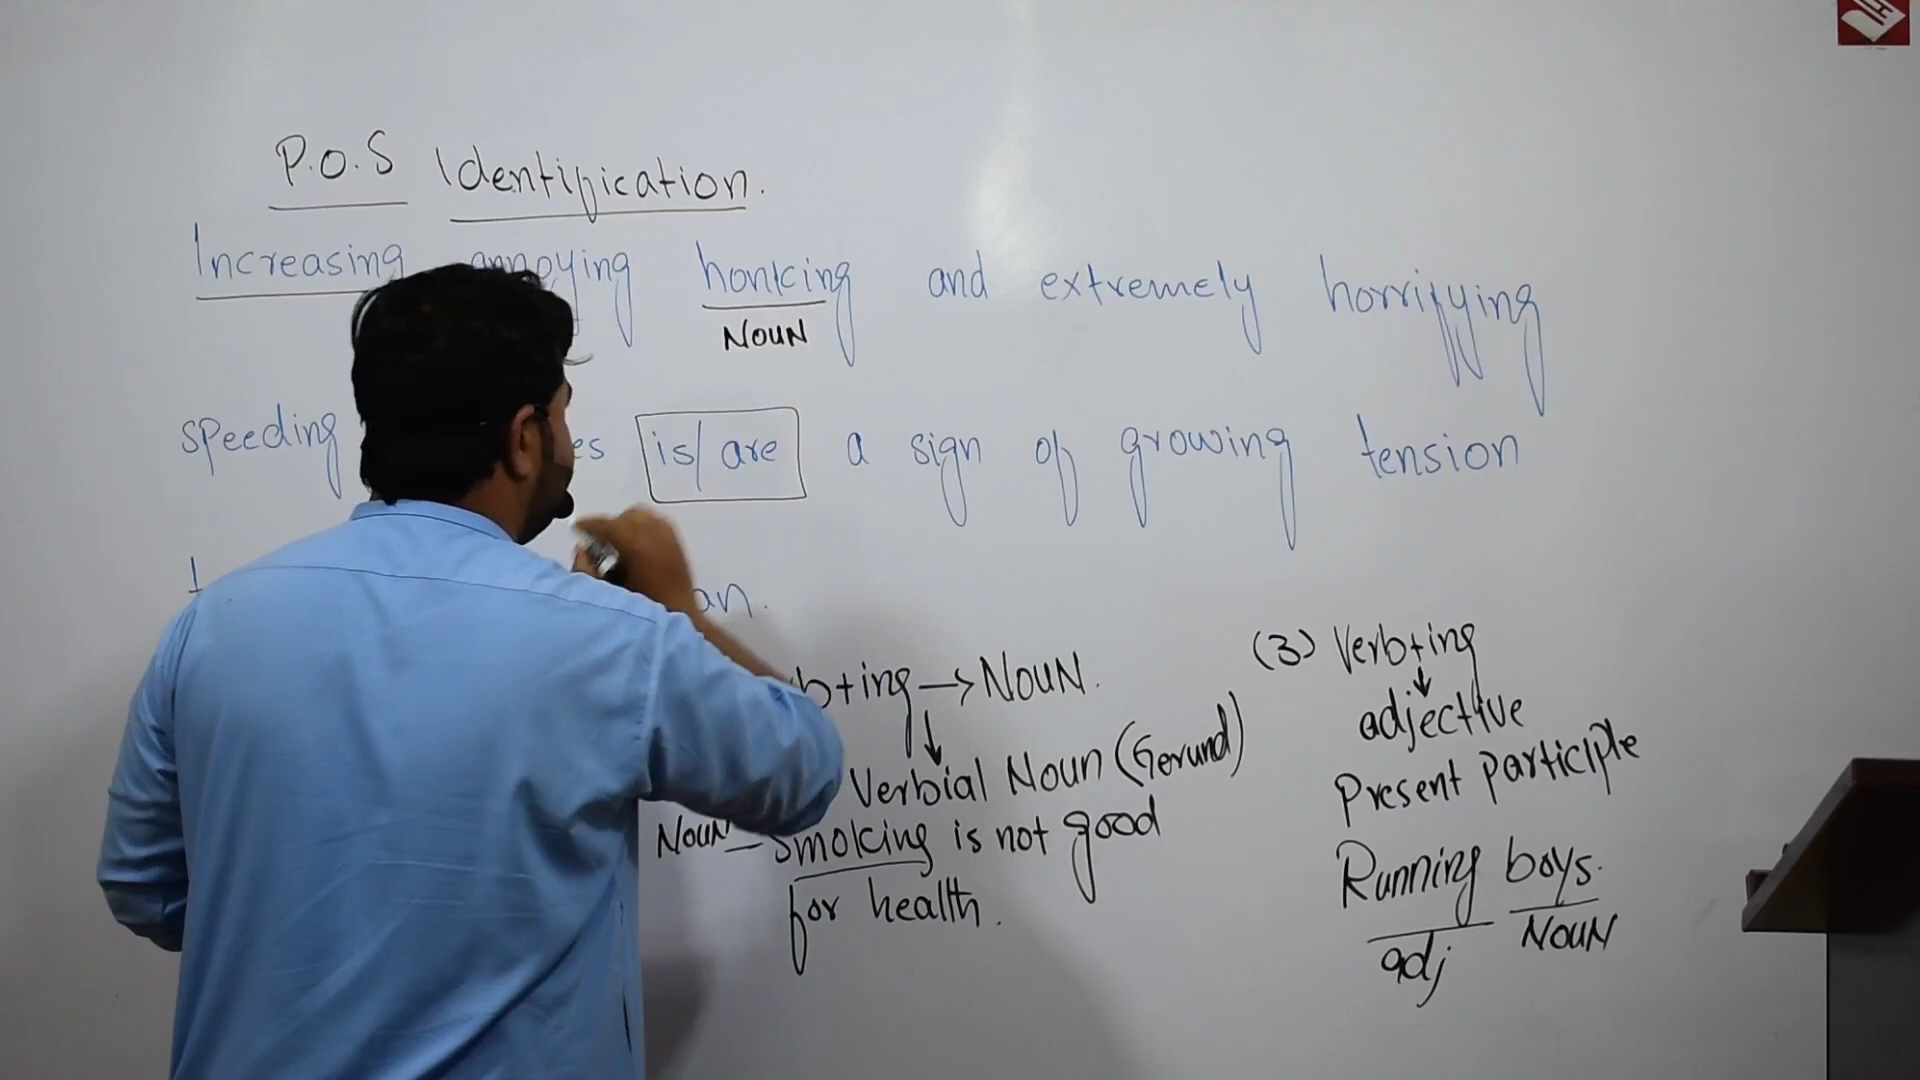 P.O.S Identification.
Increasing annoying honking and extremely horrifying
NOUN
speeding is/are a sign of growing tension
+ing → NOUN.
Verbial Noun (Gerund)
Noun — Smoking is not good
for health.
(3) Verb+ing
adjective
Present participle
Running boys.
adj NOUN